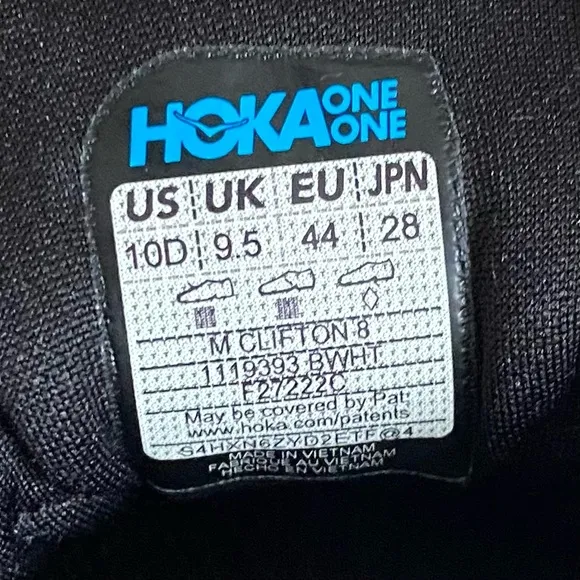 HOKA ONE ONE
US UK EU JPN
10D 9.5 44 28
M CLIFTON 8
1119393 BWHT
F27222C
May be covered by Pat:
www.hoka.com/patents
S4HXN6ZYD2ETF@4
MADE IN VIETNAM
FABRIQUE AU VIETNAM
HECHO EN VIETNAM